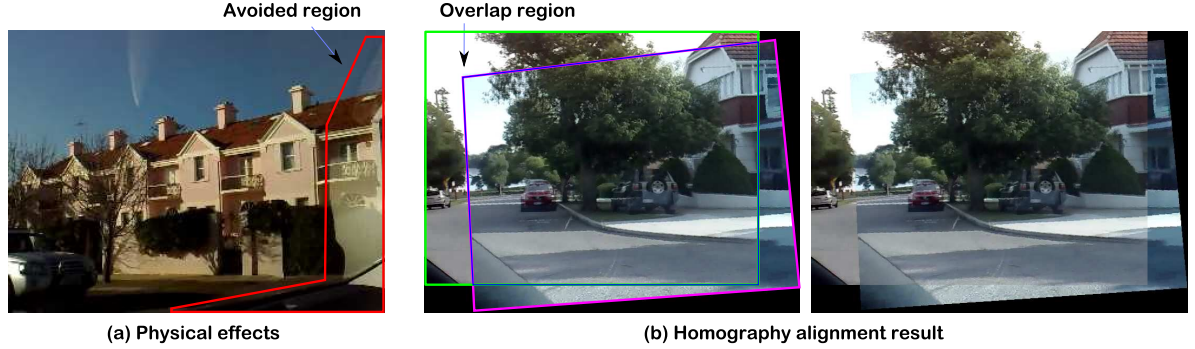 Avoided region
Overlap region
(a) Physical effects
(b) Homography alignment result